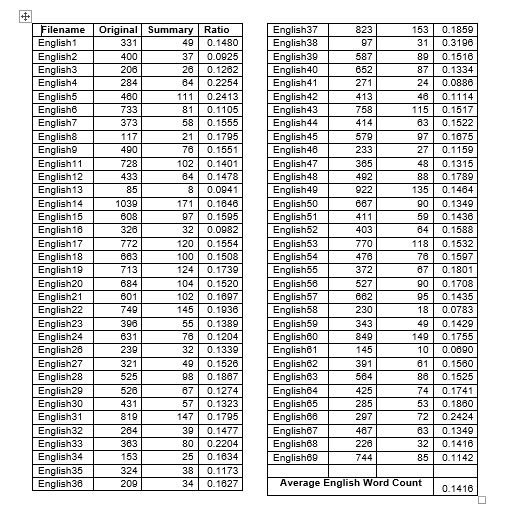 Filename Original Summary Ratio
English1 331 49 0.1480
English2 400 37 0.0925
English3 206 26 0.1262
English4 284 64 0.2254
English5 460 111 0.2413
English6 733 81 0.1105
English7 373 58 0.1555
English8 117 21 0.1795
English9 490 76 0.1551
English11 728 102 0.1401
English12 433 64 0.1478
English13 85 8 0.0941
English14 1039 171 0.1646
English15 608 97 0.1595
English16 326 32 0.0982
English17 772 120 0.1554
English18 663 100 0.1508
English19 713 124 0.1739
English20 684 104 0.1520
English21 601 102 0.1697
English22 749 145 0.1936
English23 396 55 0.1389
English24 631 76 0.1204
English26 239 32 0.1339
English27 321 49 0.1526
English28 525 98 0.1867
English29 526 67 0.1274
English30 431 57 0.1323
English31 819 147 0.1795
English32 264 39 0.1477
English33 363 80 0.2204
English34 153 25 0.1634
English35 324 38 0.1173
English36 209 34 0.1627
English37 823 153 0.1859
English38 97 31 0.3196
English39 587 89 0.1516
English40 652 87 0.1334
English41 271 24 0.0886
English42 413 46 0.1114
English43 758 115 0.1517
English44 414 63 0.1522
English45 579 97 0.1675
English46 233 27 0.1159
English47 365 48 0.1315
English48 492 88 0.1789
English49 922 135 0.1464
English50 667 90 0.1349
English51 411 59 0.1436
English52 403 64 0.1588
English53 770 118 0.1532
English54 476 76 0.1597
English55 372 67 0.1801
English56 527 90 0.1708
English57 662 95 0.1435
English58 230 18 0.0783
English59 343 49 0.1429
English60 849 149 0.1755
English61 145 10 0.0690
English62 391 61 0.1560
English63 564 86 0.1525
English64 425 74 0.1741
English65 285 53 0.1860
English66 297 72 0.2424
English67 467 63 0.1349
English68 226 32 0.1416
English69 744 85 0.1142
Average English Word Count 0.1416